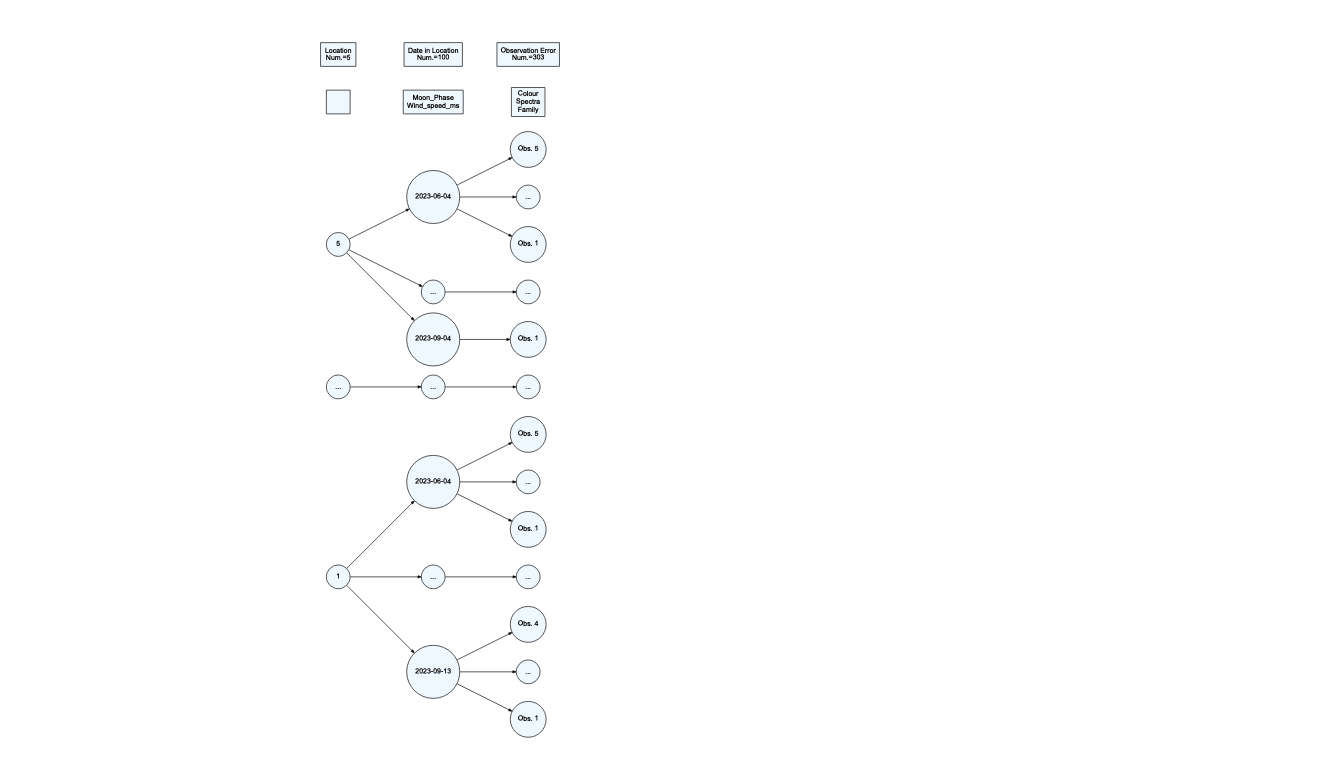 Location
Num.=5
Date in Location
Num.=100
Observation Error
Num.=303
Moon_Phase
Wind_speed_ms
Colour
Spectra
Family
Obs. 5
2023-06-04
...
5
Obs. 1
...
...
2023-09-04
Obs. 1
...
...
...
Obs. 5
2023-06-04
...
Obs. 1
1
...
...
Obs. 4
2023-09-13
...
Obs. 1